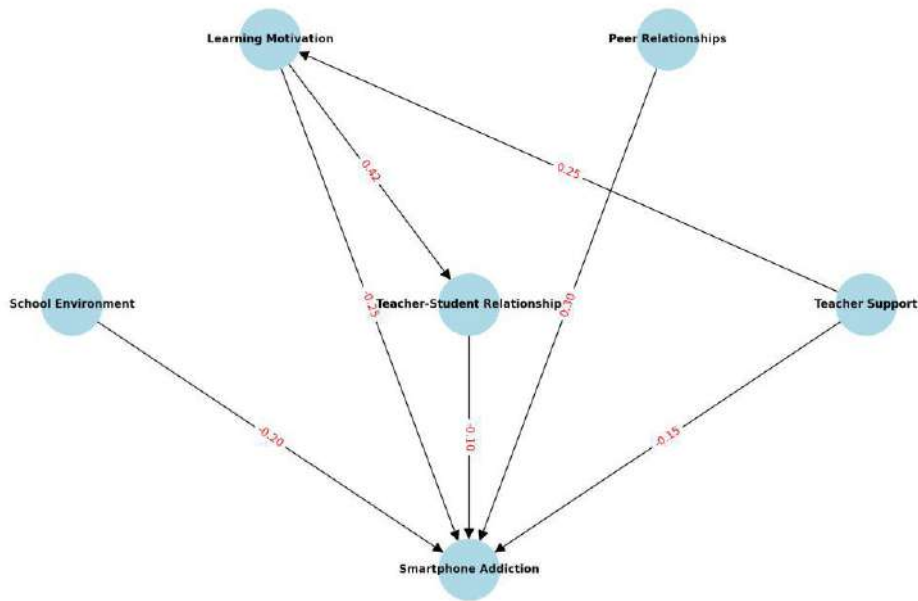 Learning Motivation
Peer Relationships
0.42
0.25
School Environment
Teacher-Student Relationship
Teacher Support
-0.25
0.30
-0.20
-0.10
-0.15
Smartphone Addiction